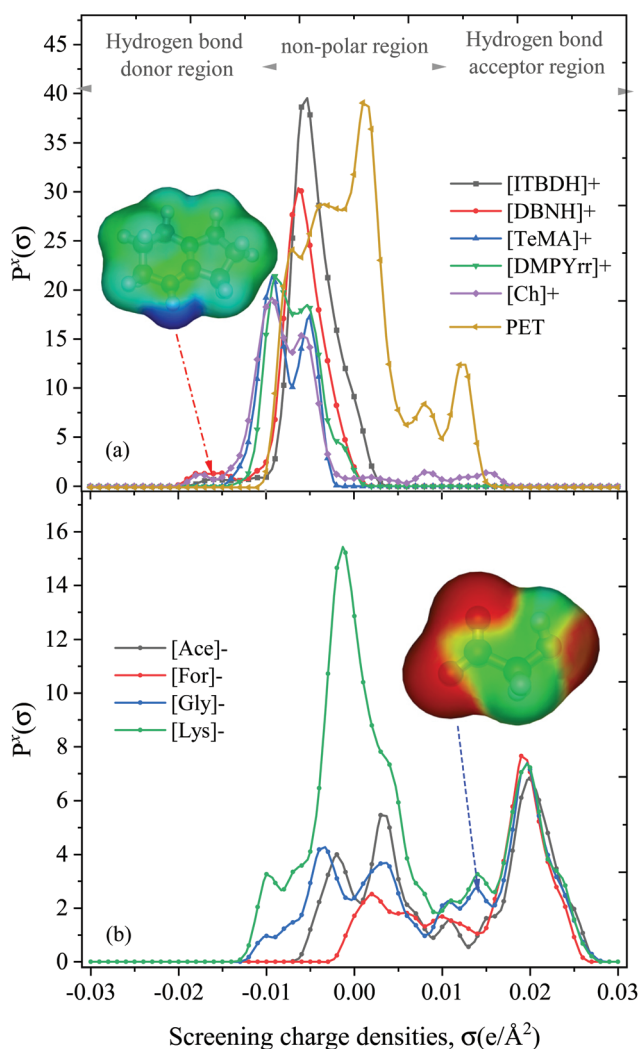 Hydrogen bond
donor region
non-polar region
Hydrogen bond
acceptor region
45
40
35
30
25
20
15
10
5
0
Pˣ(σ)
[ITBDH]+
[DBNH]+
[TeMA]+
[DMPYrr]+
[Ch]+
PET
(a)
16
14
12
10
8
6
4
2
0
Pˣ(σ)
[Ace]-
[For]-
[Gly]-
[Lys]-
(b)
-0.03 -0.02 -0.01 0.00 0.01 0.02 0.03
Screening charge densities, σ(e/Å²)